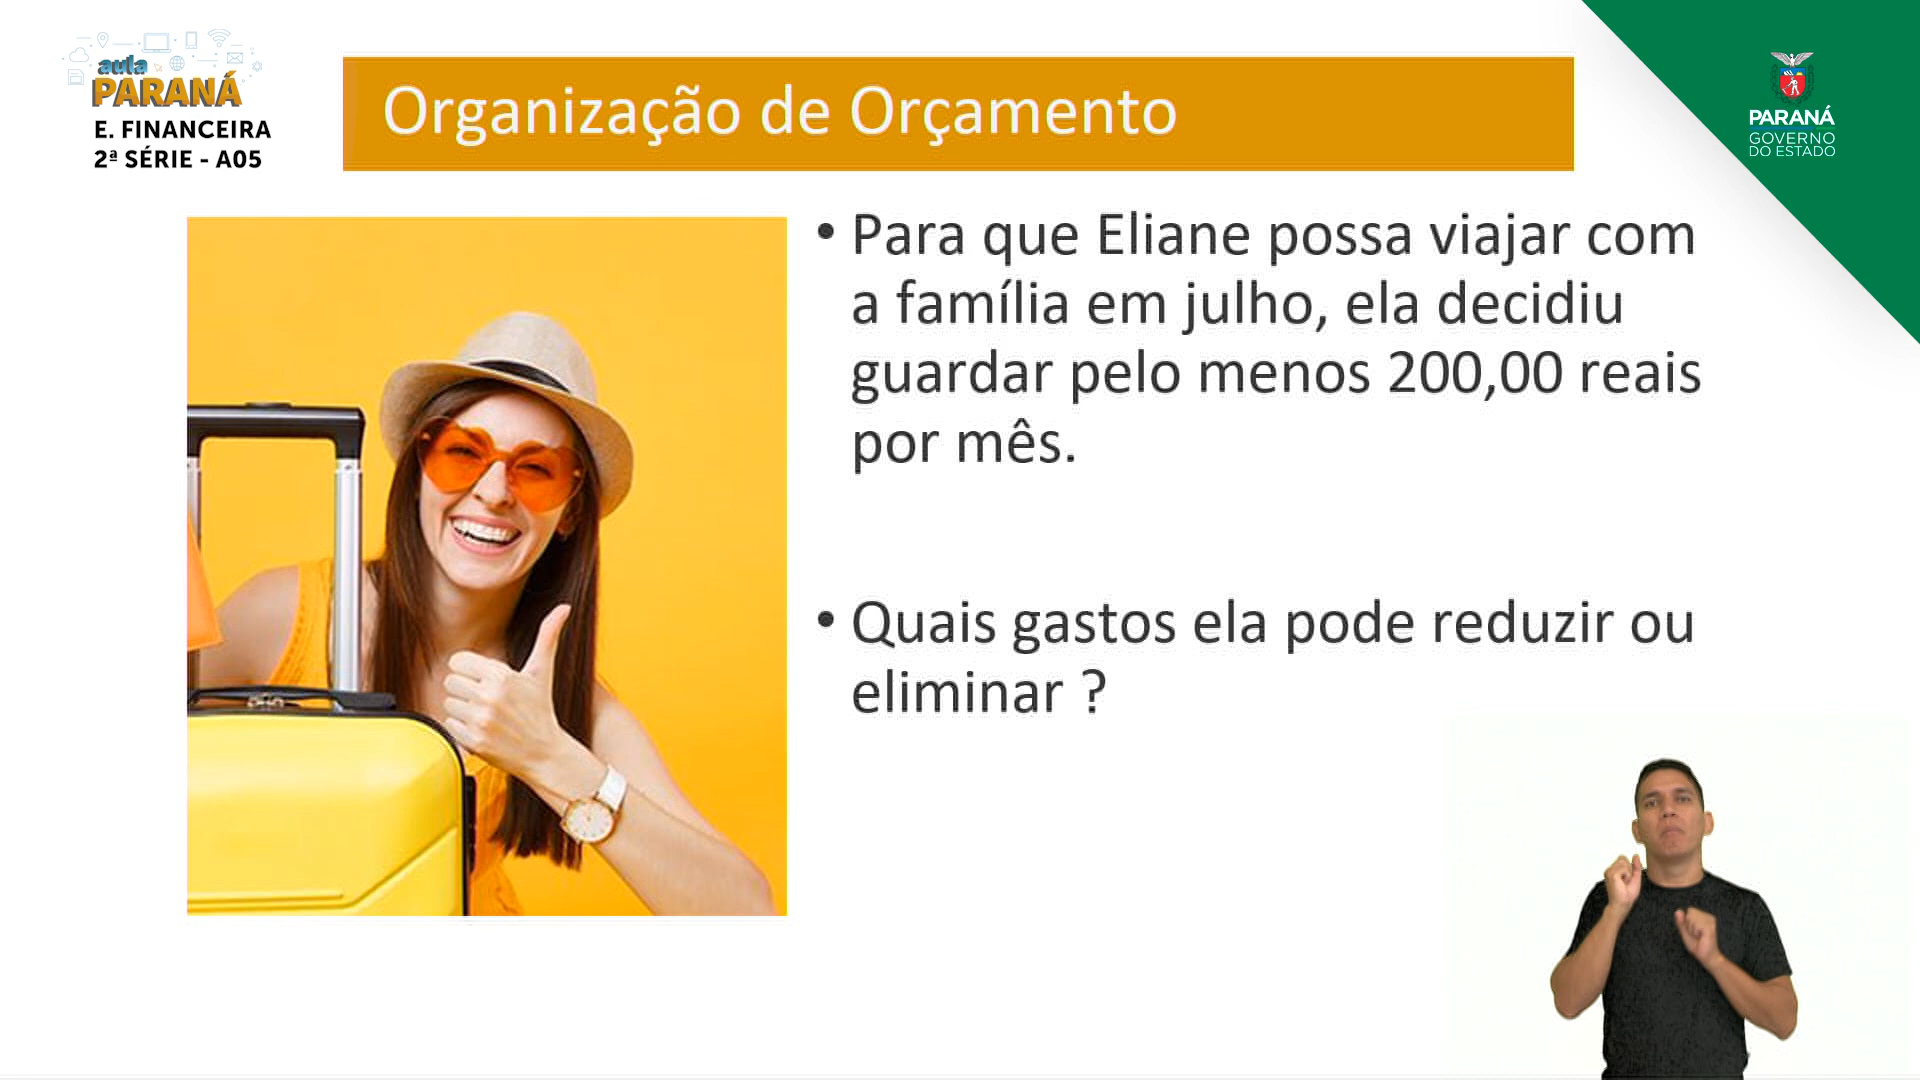 aula
PARANÁ
E. FINANCEIRA
2ª SÉRIE - A05
Organização de Orçamento
PARANÁ
GOVERNO
DO ESTADO
• Para que Eliane possa viajar com
a família em julho, ela decidiu
guardar pelo menos 200,00 reais
por mês.
• Quais gastos ela pode reduzir ou
eliminar ?